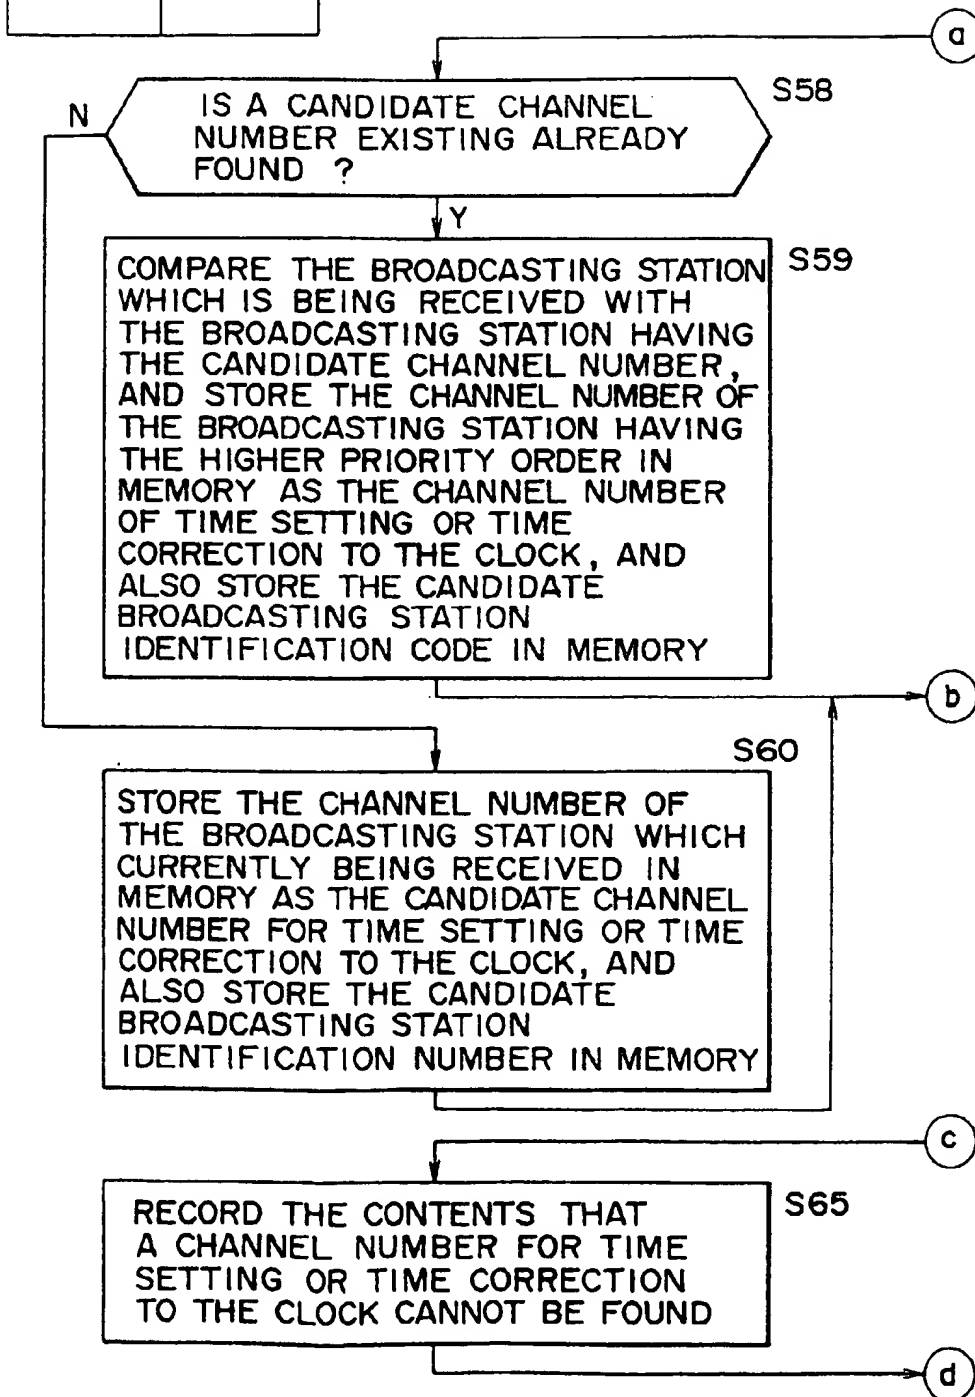 a
S58
N
IS A CANDIDATE CHANNEL
NUMBER EXISTING ALREADY
FOUND ?
Y
S59
COMPARE THE BROADCASTING STATION
WHICH IS BEING RECEIVED WITH
THE BROADCASTING STATION HAVING
THE CANDIDATE CHANNEL NUMBER,
AND STORE THE CHANNEL NUMBER OF
THE BROADCASTING STATION HAVING
THE HIGHER PRIORITY ORDER IN
MEMORY AS THE CHANNEL NUMBER
OF TIME SETTING OR TIME
CORRECTION TO THE CLOCK, AND
ALSO STORE THE CANDIDATE
BROADCASTING STATION
IDENTIFICATION CODE IN MEMORY
b
S60
STORE THE CHANNEL NUMBER OF
THE BROADCASTING STATION WHICH
CURRENTLY BEING RECEIVED IN
MEMORY AS THE CANDIDATE CHANNEL
NUMBER FOR TIME SETTING OR TIME
CORRECTION TO THE CLOCK, AND
ALSO STORE THE CANDIDATE
BROADCASTING STATION
IDENTIFICATION NUMBER IN MEMORY
c
S65
RECORD THE CONTENTS THAT
A CHANNEL NUMBER FOR TIME
SETTING OR TIME CORRECTION
TO THE CLOCK CANNOT BE FOUND
d